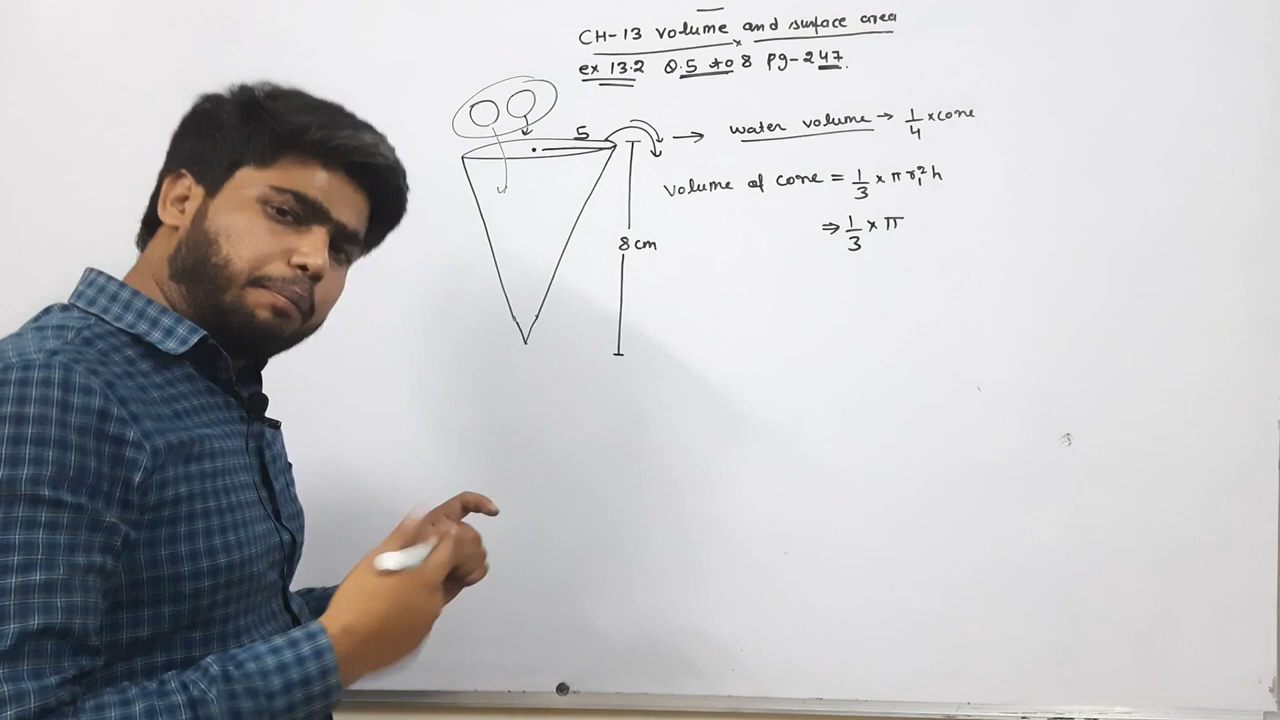 CH-13 Volume and surface area
ex 13.2 Q.5 to 8 pg-247.
5
water volume → 1/4 × cone
Volume of cone = 1/3 × π r₁² h
⇒ 1/3 × π
8 cm